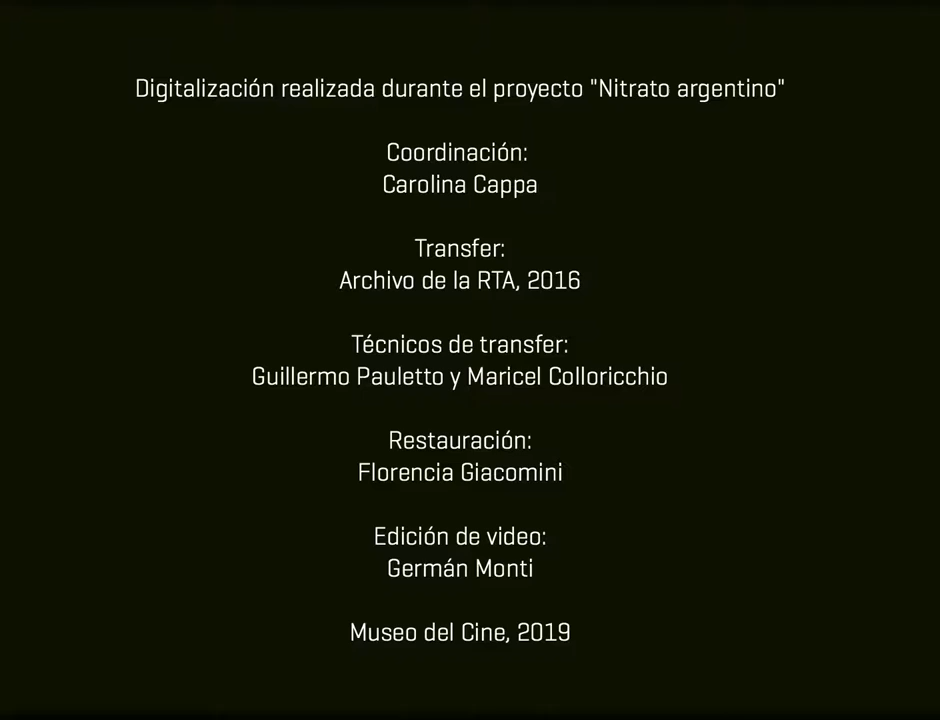 Digitalización realizada durante el proyecto "Nitrato argentino"
Coordinación:
Carolina Cappa
Transfer:
Archivo de la RTA, 2016
Técnicos de transfer:
Guillermo Pauletto y Maricel Colloricchio
Restauración:
Florencia Giacomini
Edición de video:
Germán Monti
Museo del Cine, 2019